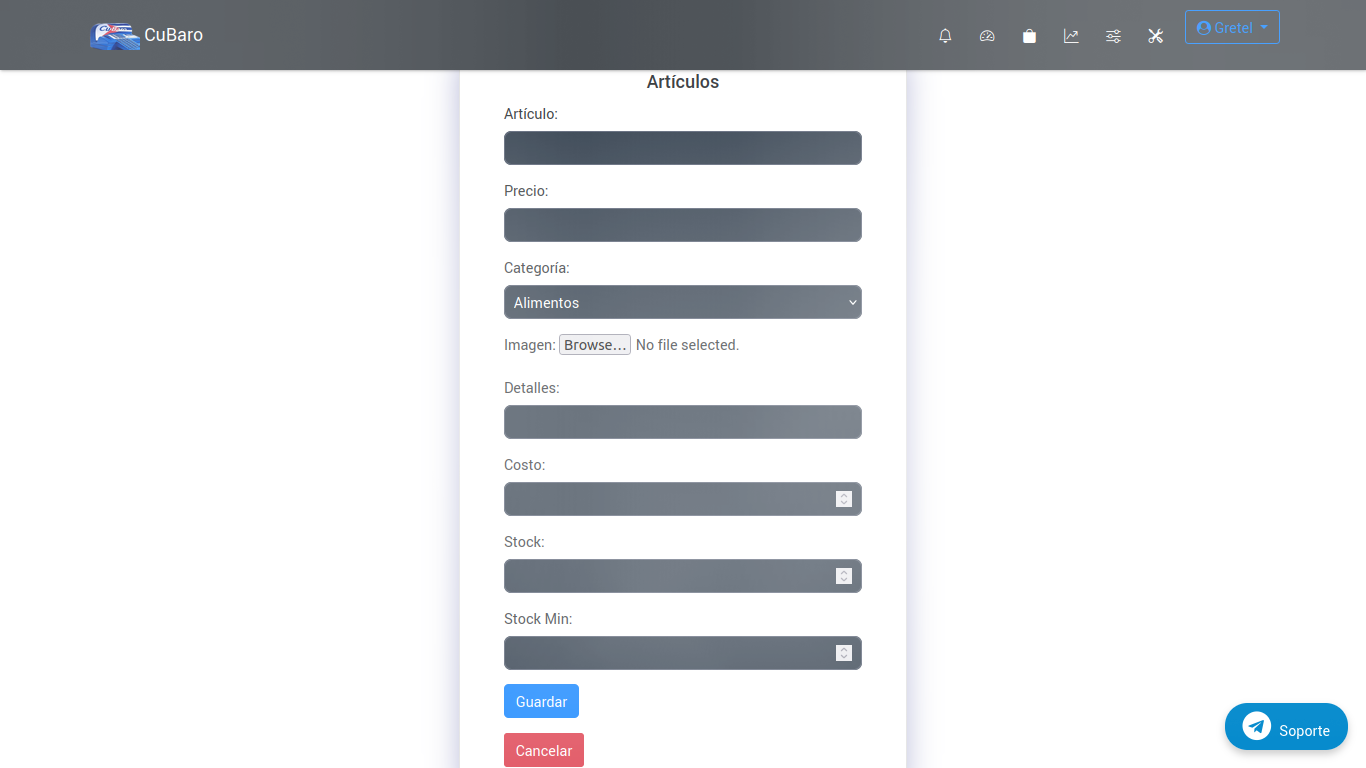 CuBaro
Gretel
Artículos
Artículo:
Precio:
Categoría:
Alimentos
Imagen: Browse... No file selected.
Detalles:
Costo:
Stock:
Stock Min:
Guardar
Cancelar
Soporte